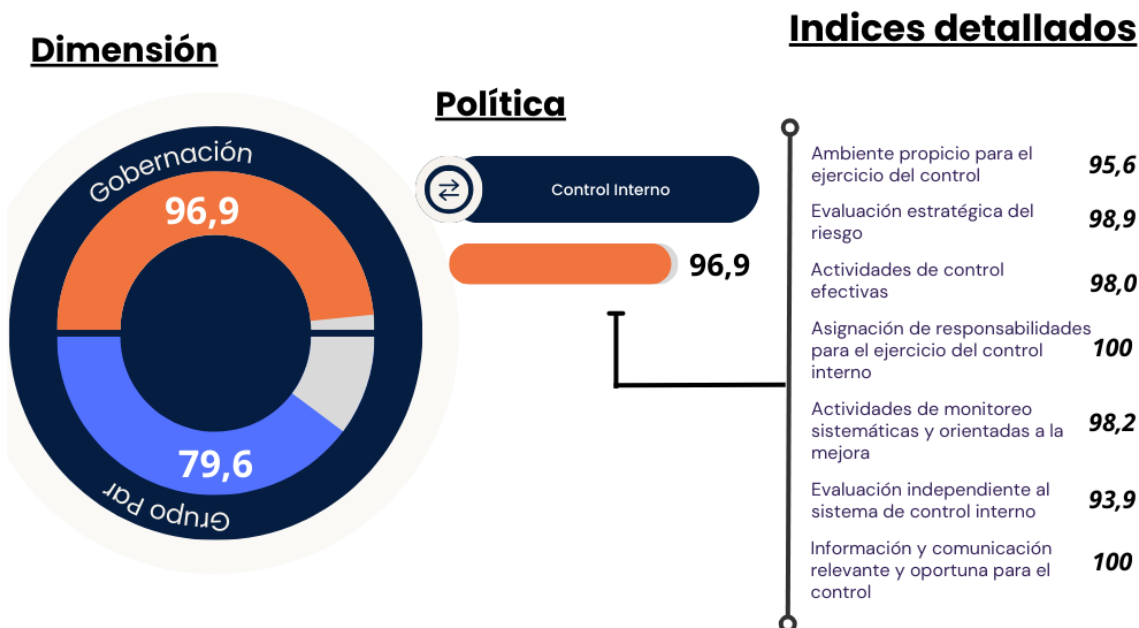 Dimensión
Gobernación
96,9
79,6
Grupo Par
Política
Control Interno
96,9
Indices detallados
Ambiente propicio para el
ejercicio del control
95,6
Evaluación estratégica del
riesgo
98,9
Actividades de control
efectivas
98,0
Asignación de responsabilidades
para el ejercicio del control
interno
100
Actividades de monitoreo
sistemáticas y orientadas a la
mejora
98,2
Evaluación independiente al
sistema de control interno
93,9
Información y comunicación
relevante y oportuna para el
control
100